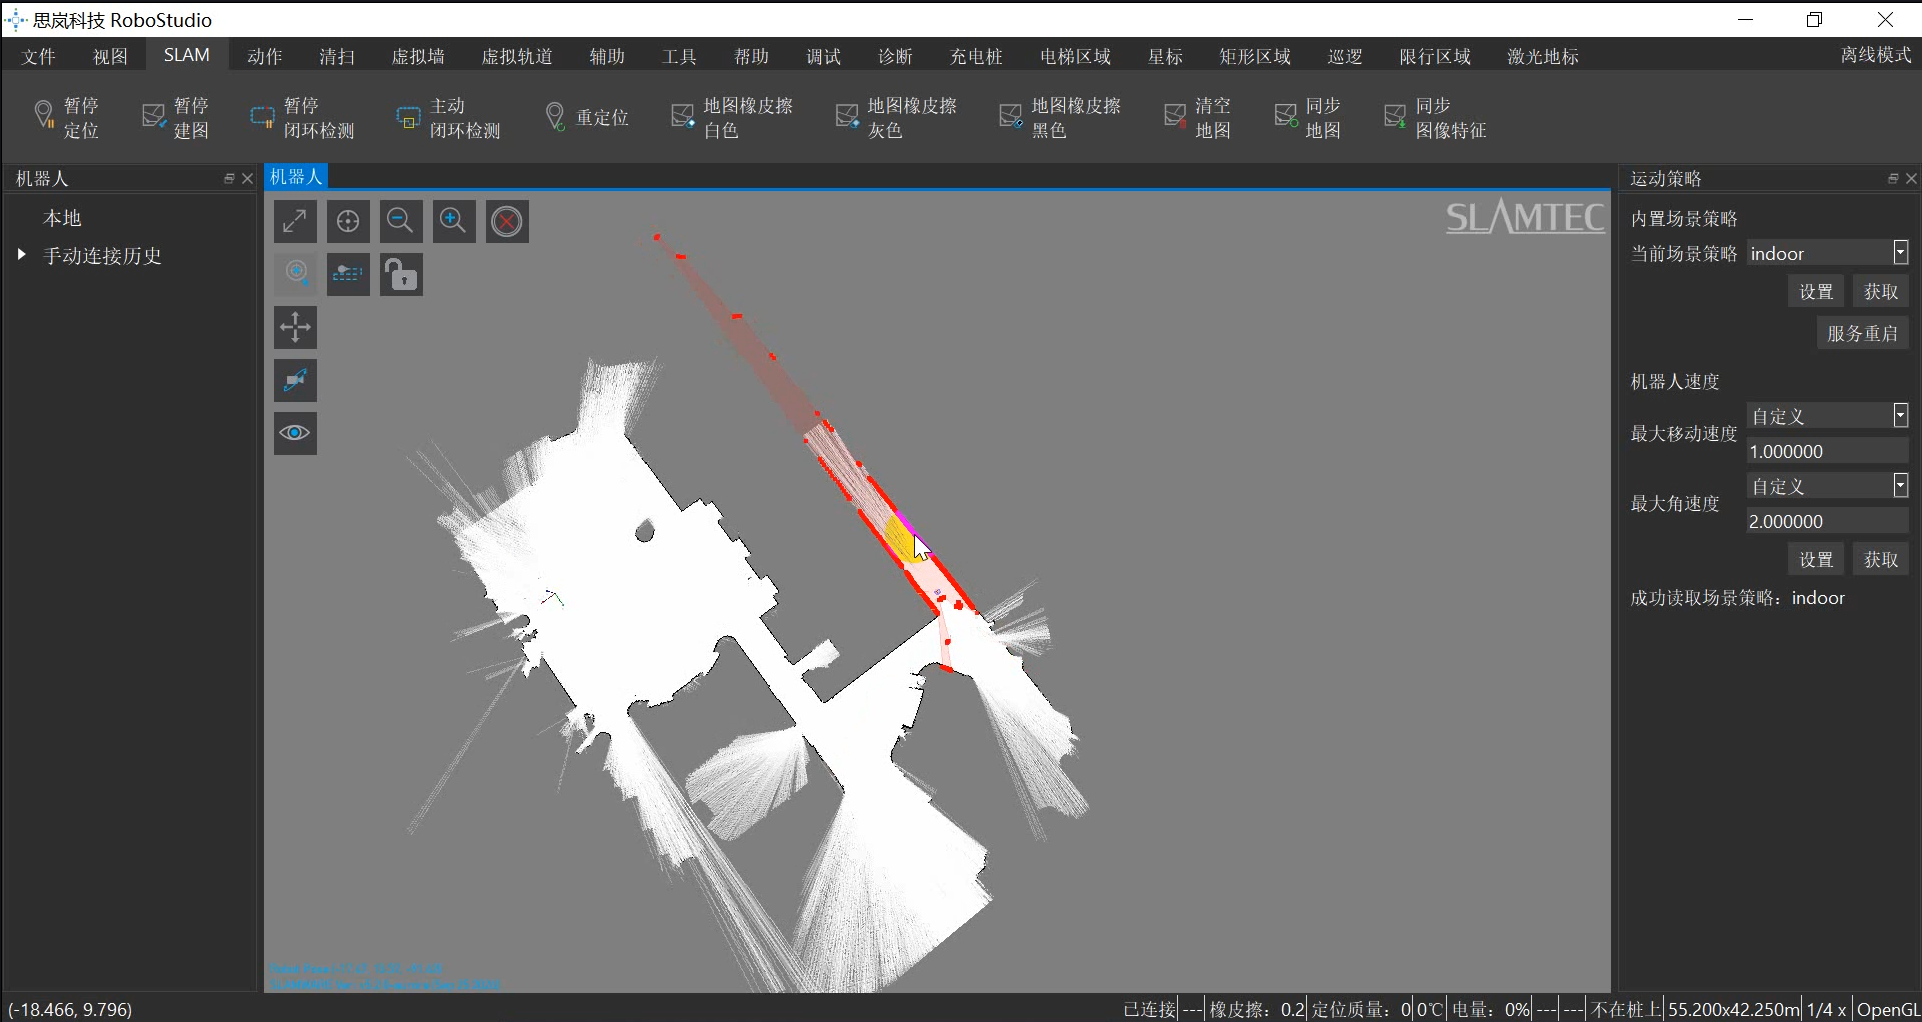 思岚科技 RoboStudio
文件 视图 SLAM 动作 清扫 虚拟墙 虚拟轨道 辅助 工具 帮助 调试 诊断 充电桩 电梯区域 星标 矩形区域 巡逻 限行区域 激光地标 离线模式
暂停 定位
暂停 建图
暂停 闭环检测
主动 闭环检测
重定位
地图橡皮擦 白色
地图橡皮擦 灰色
地图橡皮擦 黑色
清空 地图
同步 地图
同步 图像特征
机器人
本地
手动连接历史
机器人
SLAMTEC
运动策略
内置场景策略
当前场景策略 indoor
设置 获取
服务重启
机器人速度
最大移动速度 自定义
1.000000
最大角速度 自定义
2.000000
设置 获取
成功读取场景策略：indoor
(-18.466, 9.796)
已连接 --- 橡皮擦：0.2 定位质量：0 0℃ 电量：0% --- --- 不在桩上 55.200x42.250m 1/4 x OpenGL